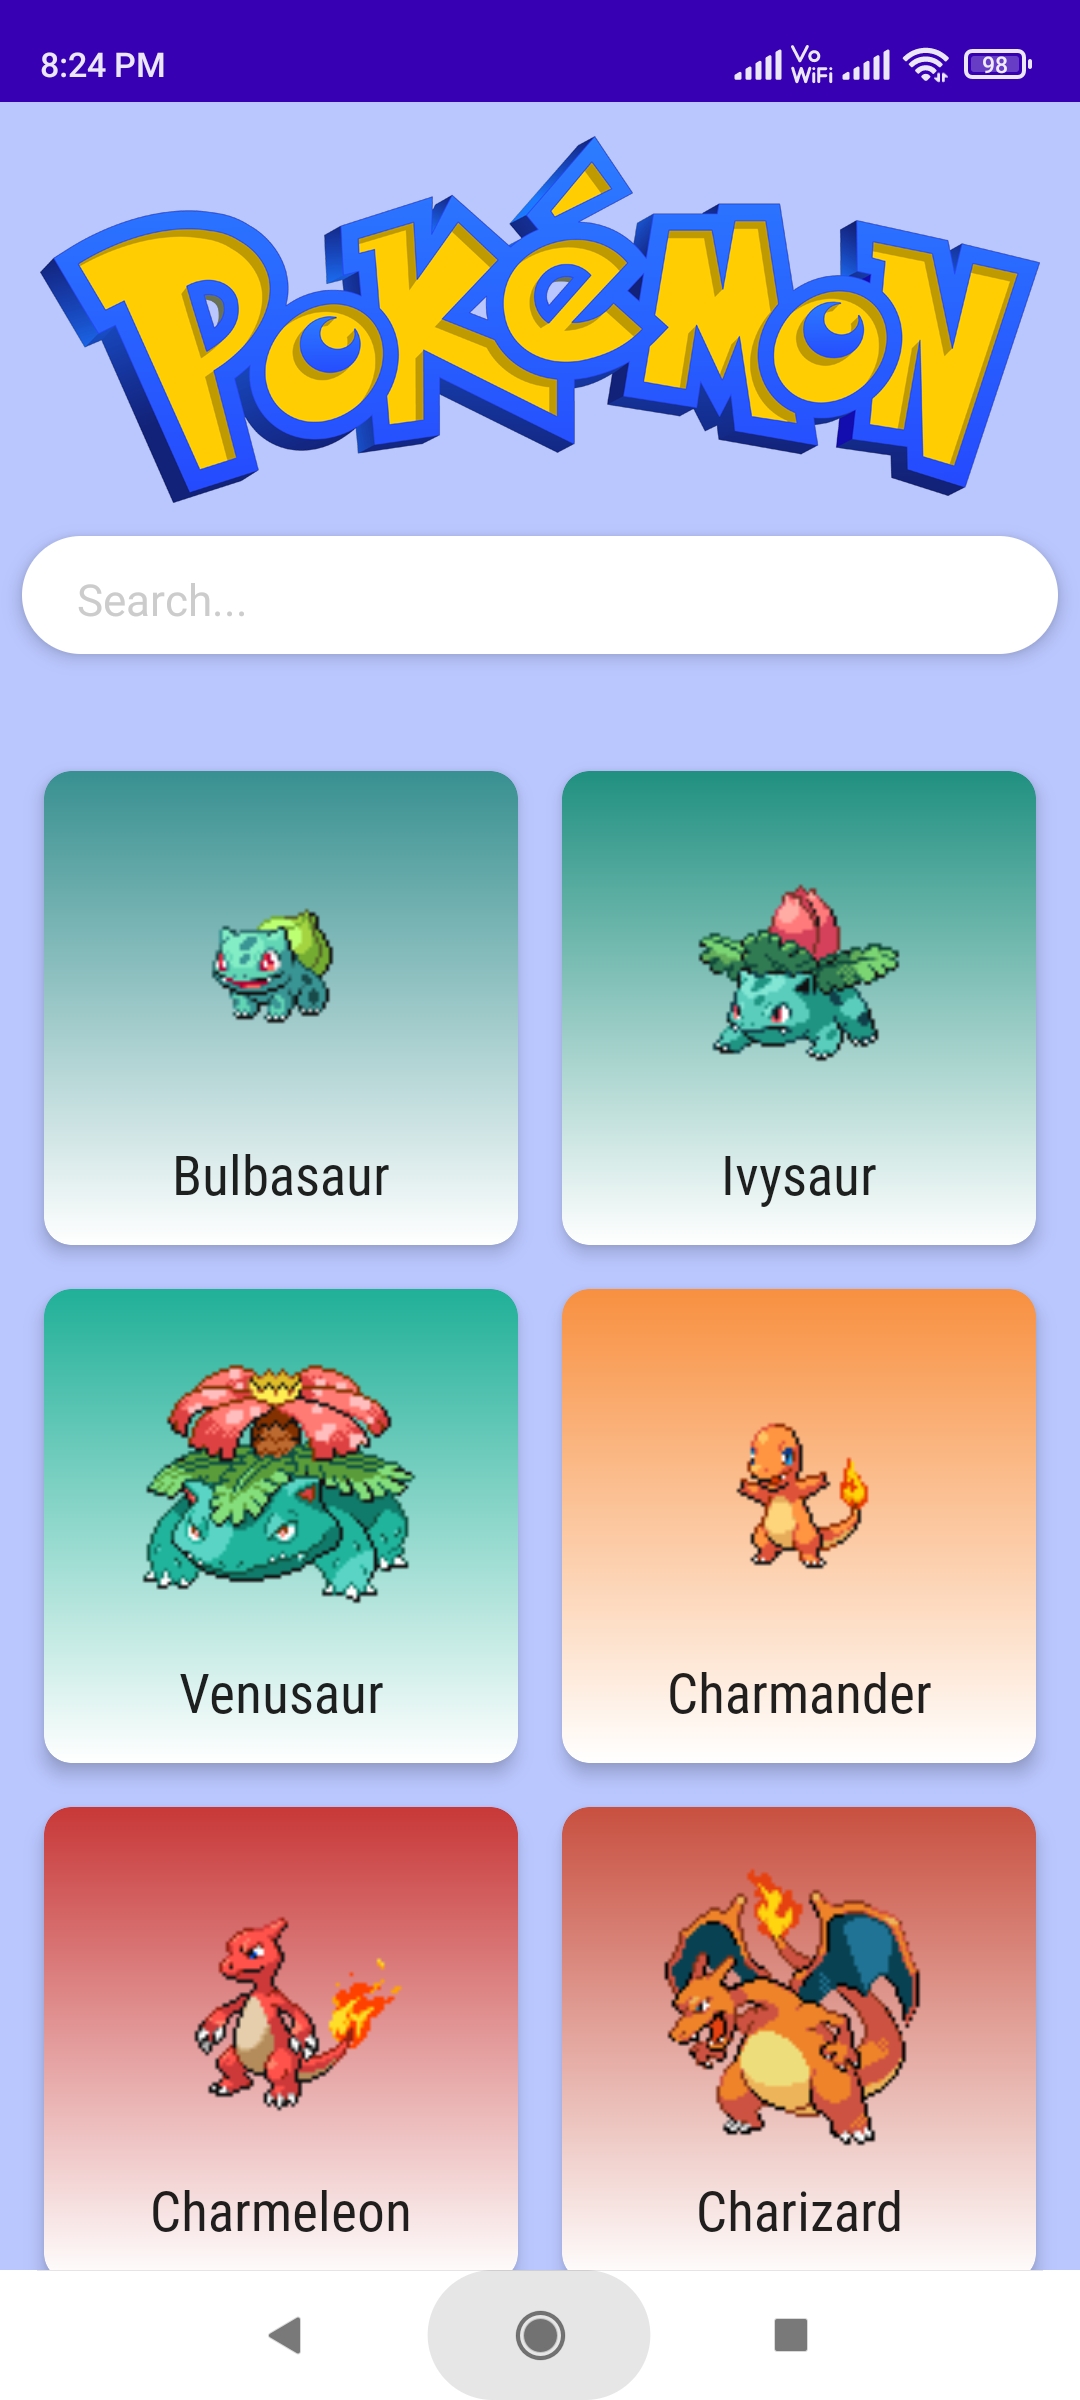 8:24 PM
Vo
WiFi
98
POKéMON
Search...
Bulbasaur
Ivysaur
Venusaur
Charmander
Charmeleon
Charizard